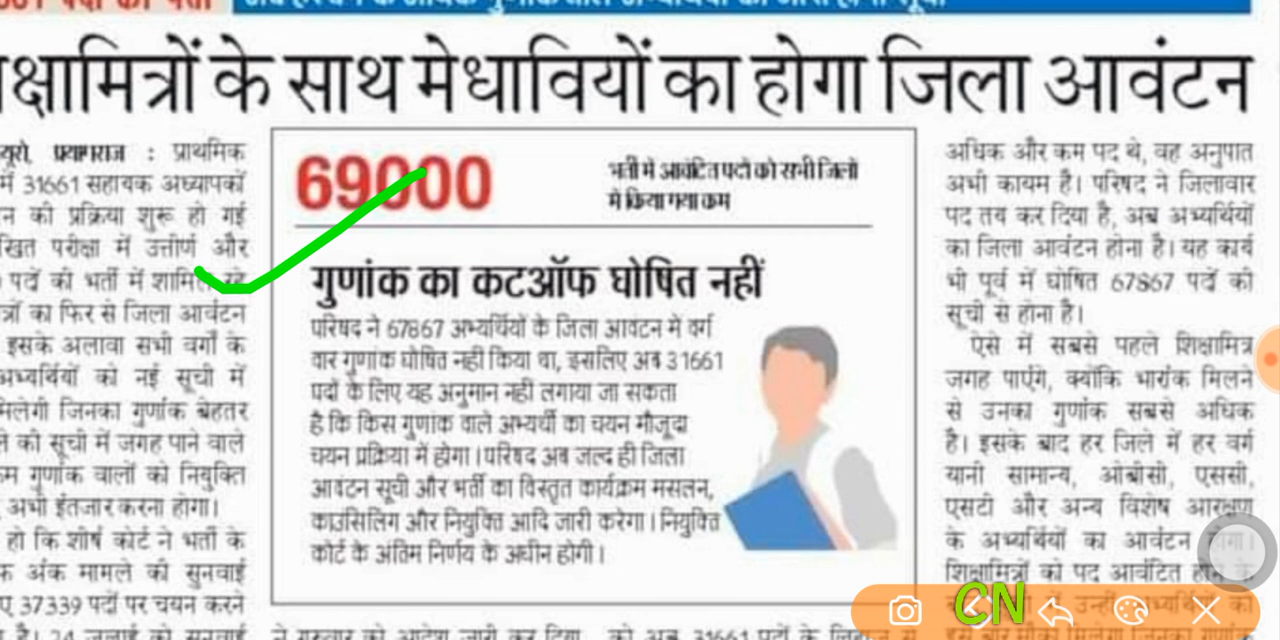 क्षामित्रों के साथ मेधावियों का होगा जिला आवंटन
प्रयागराज : प्राथमिक
में 31661 सहायक अध्यापकों
न की प्रक्रिया शुरू हो गई
खित परीक्षा में उत्तीर्ण और
पदों की भर्ती में शामिल रहे
त्रों का फिर से जिला आवंटन
इसके अलावा सभी वर्गों के
अभ्यर्थियों को नई सूची में
मिलेगी जिनका गुणांक बेहतर
की सूची में जगह पाने वाले
म गुणांक वालों को नियुक्ति
अभी इंतजार करना होगा।
हो कि शीर्ष कोर्ट ने भर्ती के
अंक मामले की सुनवाई
ए 37339 पदों पर चयन करने
69000
भर्ती में आवंटित पदों को सभी जिलों
में किया गया कम
गुणांक का कटऑफ घोषित नहीं
परिषद ने 67867 अभ्यर्थियों के जिला आवंटन में वर्ग
वार गुणांक घोषित नहीं किया था, इसलिए अब 31661
पदों के लिए यह अनुमान नहीं लगाया जा सकता
है कि किस गुणांक वाले अभ्यर्थी का चयन मौजूदा
चयन प्रक्रिया में होगा। परिषद अब जल्द ही जिला
आवंटन सूची और भर्ती का विस्तृत कार्यक्रम मसलन,
काउंसिलिंग और नियुक्ति आदि जारी करेगा। नियुक्ति
कोर्ट के अंतिम निर्णय के अधीन होगी।
अधिक और कम पद थे, वह अनुपात
अभी कायम है। परिषद ने जिलावार
पद तय कर दिया है, अब अभ्यर्थियों
का जिला आवंटन होना है। यह कार्य
भी पूर्व में घोषित 67867 पदों की
सूची से होना है।
ऐसे में सबसे पहले शिक्षामित्र
जगह पाएंगे, क्योंकि भारांक मिलने
से उनका गुणांक सबसे अधिक
है। इसके बाद हर जिले में हर वर्ग
यानी सामान्य, ओबीसी, एससी,
एसटी और अन्य विशेष आरक्षण
के अभ्यर्थियों का आवंटन होगा।
शिक्षामित्रों को पद आवंटित होने के
CN